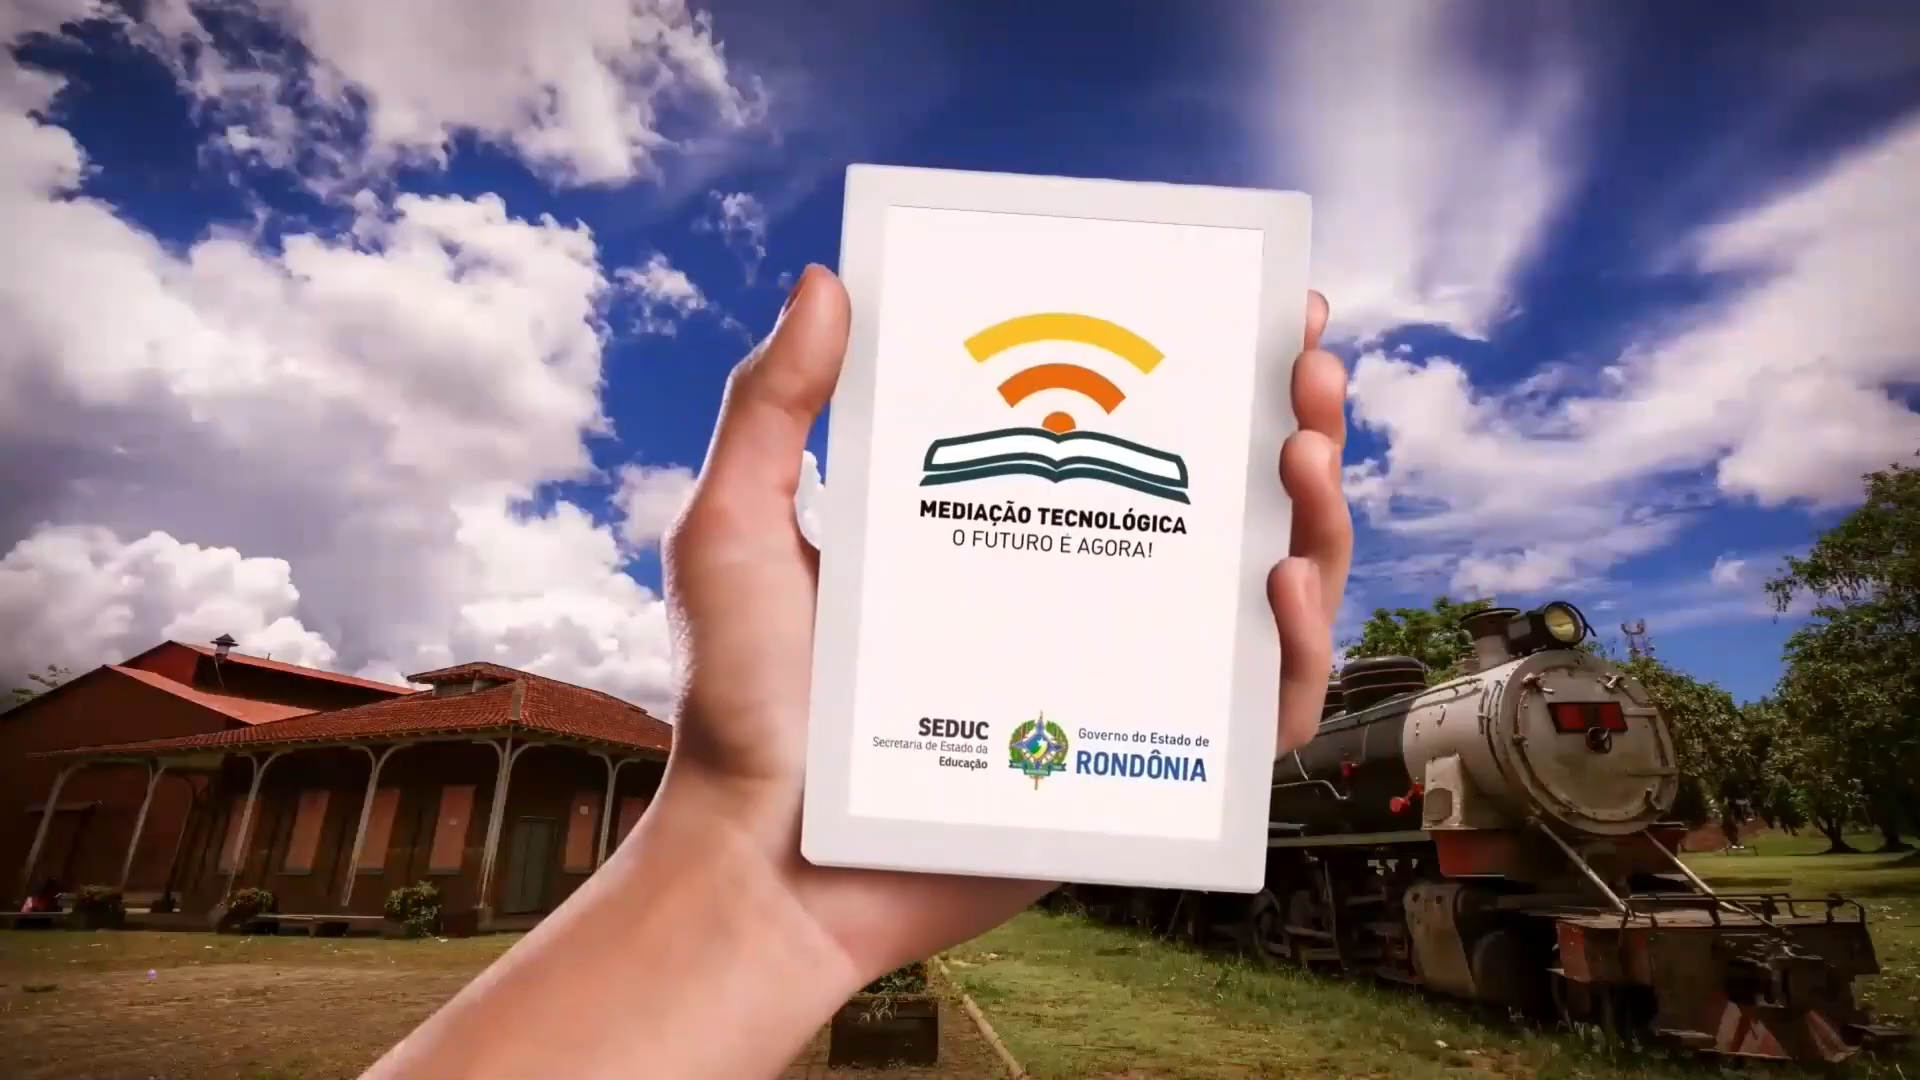 MEDIAÇÃO TECNOLÓGICA
O FUTURO É AGORA!
SEDUC
Secretaria de Estado da
Educação
Governo do Estado de
RONDÔNIA